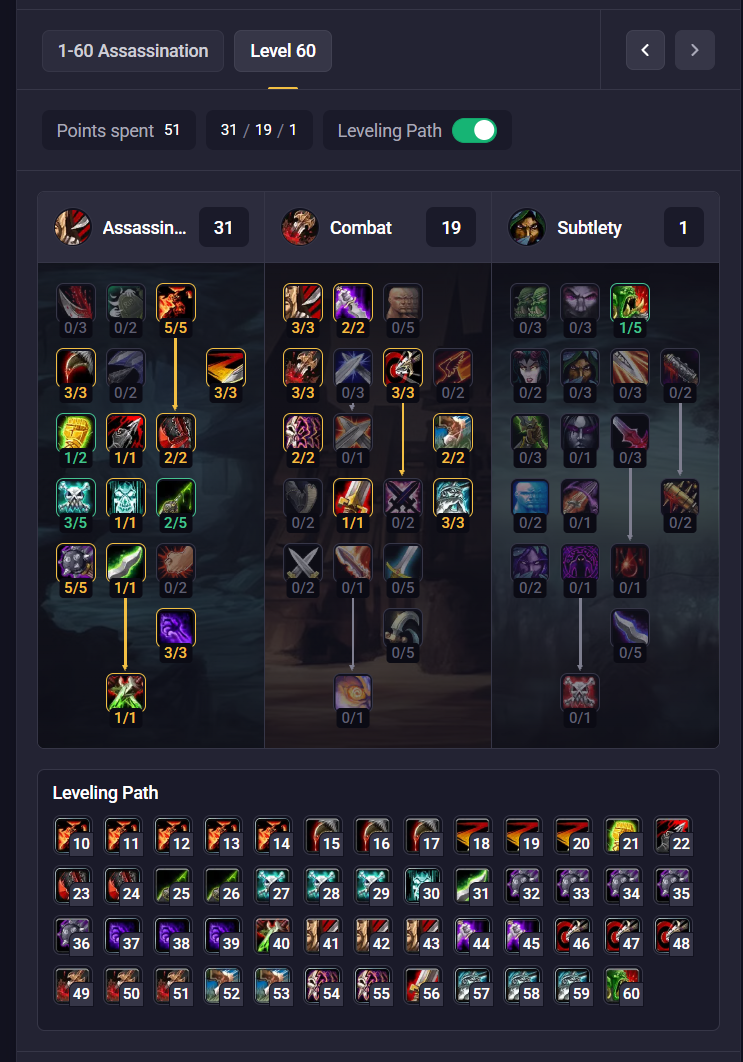 1-60 Assassination Level 60
Points spent 51 31 / 19 / 1 Leveling Path
Assassin... 31 Combat 19 Subtlety 1
0/3 0/2 5/5 3/3 2/2 0/5 0/3 0/3 1/5
3/3 0/2 3/3 3/3 0/3 3/3 0/2 0/2 0/3 0/3 0/2
1/2 1/1 2/2 2/2 0/1 2/2 0/3 0/1 0/3
3/5 1/1 2/5 0/2 1/1 0/2 3/3 0/2 0/1 0/2
5/5 1/1 0/2 0/2 0/1 0/5 0/2 0/1 0/1
3/3 0/5 0/5
1/1 0/1 0/1
Leveling Path
10 11 12 13 14 15 16 17 18 19 20 21 22
23 24 25 26 27 28 29 30 31 32 33 34 35
36 37 38 39 40 41 42 43 44 45 46 47 48
49 50 51 52 53 54 55 56 57 58 59 60